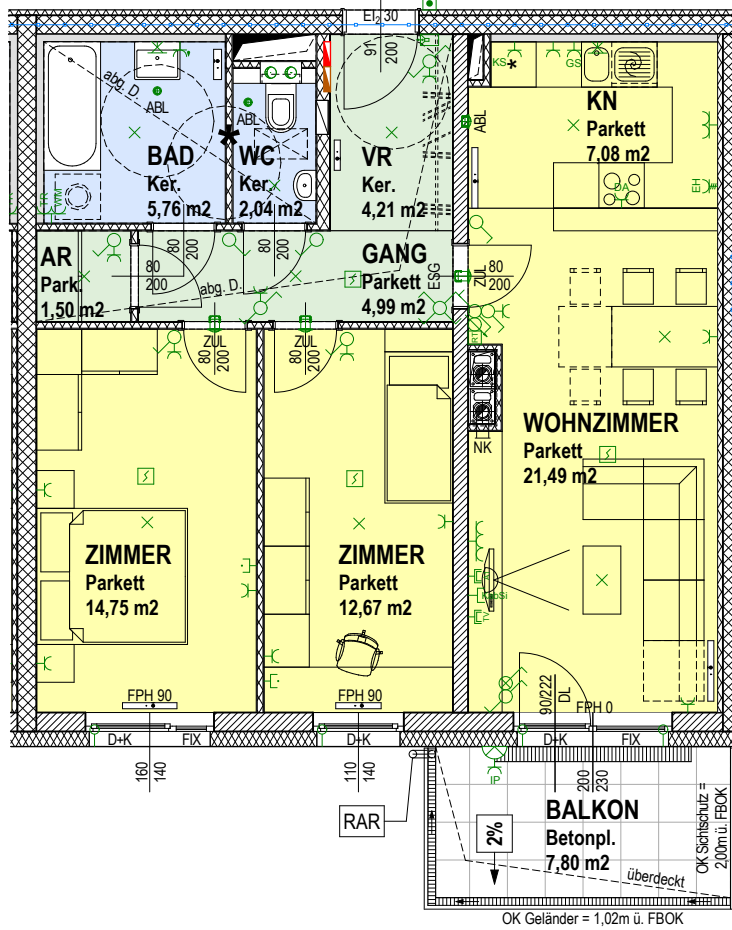 EI₂ 30
91
200
abg. D.
ABL
ABL
BAD
Ker.
5,76 m2
WC
Ker.
2,04 m2
VR
Ker.
4,21 m2
KS
GS
ABL
KN
Parkett
7,08 m2
DA
EH
WM
AR
Park.
1,50 m2
80
200
80
200
80
200
abg. D.
GANG
Parkett
4,99 m2
ESG
ZUL
80
200
80
200
ZUL
80
200
ZUL
NK
WOHNZIMMER
Parkett
21,49 m2
ZIMMER
Parkett
14,75 m2
ZIMMER
Parkett
12,67 m2
FPH 90
FPH 90
90/222
DL
FPH 0
D+K
FIX
D+K
D+K
FIX
160
140
110
140
200
230
IP
RAR
2%
BALKON
Betonpl.
7,80 m2
überdeckt
OK Sichtschutz =
2,00m ü. FBOK
OK Geländer = 1,02m ü. FBOK